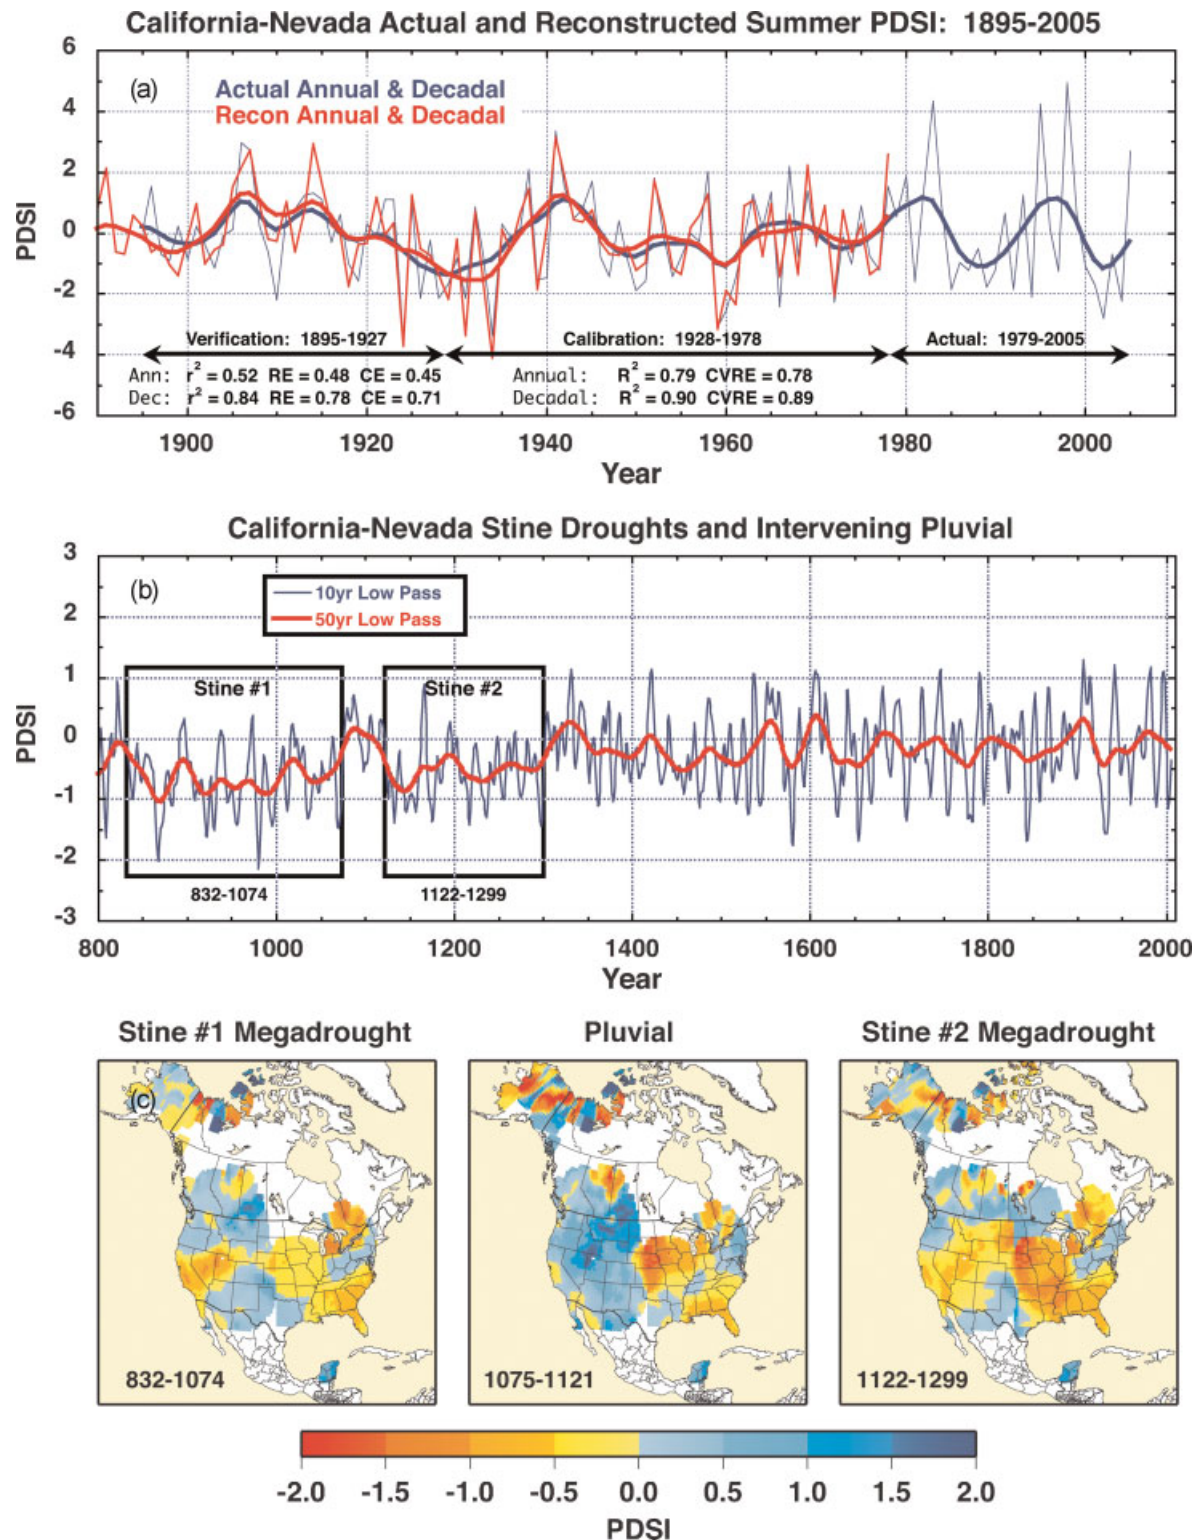 California-Nevada Actual and Reconstructed Summer PDSI: 1895-2005
6
4
2
0
-2
-4
-6
PDSI
(a)
Actual Annual & Decadal
Recon Annual & Decadal
Verification: 1895-1927
Calibration: 1928-1978
Actual: 1979-2005
Ann: r² = 0.52 RE = 0.48 CE = 0.45
Annual: R² = 0.79 CVRE = 0.78
Dec: r² = 0.84 RE = 0.78 CE = 0.71
Decadal: R² = 0.90 CVRE = 0.89
1900 1920 1940 1960 1980 2000
Year
California-Nevada Stine Droughts and Intervening Pluvial
3
2
1
0
-1
-2
-3
PDSI
(b)
10yr Low Pass
50yr Low Pass
Stine #1
Stine #2
832-1074
1122-1299
800 1000 1200 1400 1600 1800 2000
Year
Stine #1 Megadrought
Pluvial
Stine #2 Megadrought
(c)
832-1074
1075-1121
1122-1299
-2.0 -1.5 -1.0 -0.5 0.0 0.5 1.0 1.5 2.0
PDSI